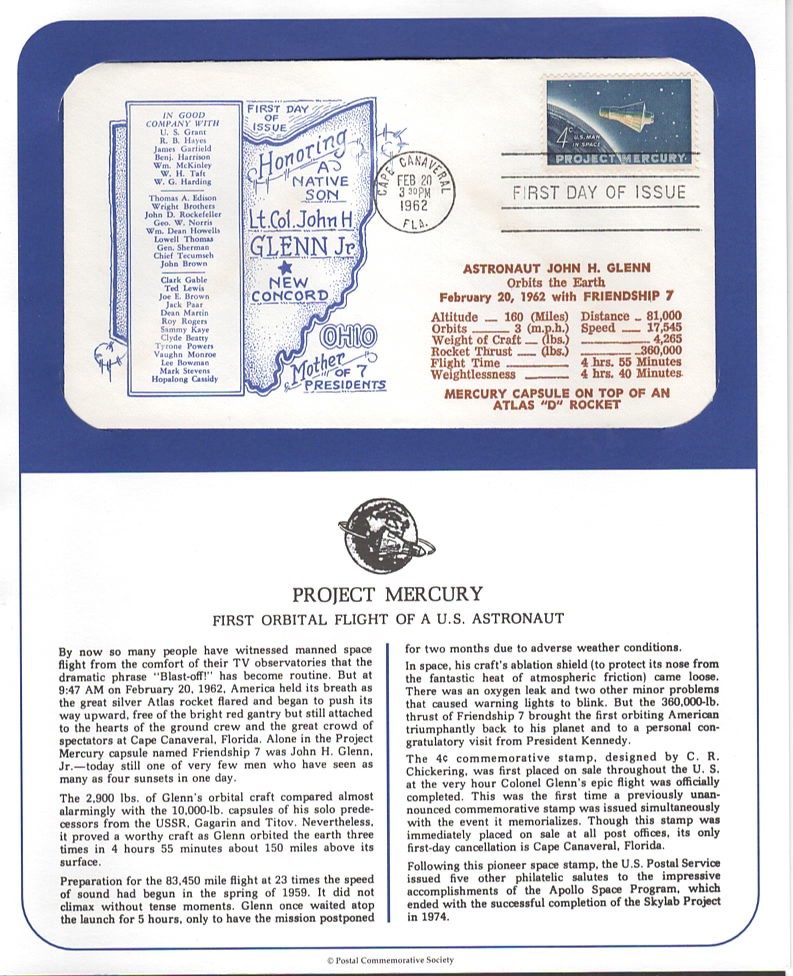 IN GOOD
COMPANY WITH
U. S. Grant
R. B. Hayes
James Garfield
Benj. Harrison
Wm. McKinley
W. H. Taft
W. G. Harding
Thomas A. Edison
Wright Brothers
John D. Rockefeller
Geo. W. Norris
Wm. Dean Howells
Lowell Thomas
Gen. Sherman
Chief Tecumseh
John Brown
Clark Gable
Ted Lewis
Joe E. Brown
Jack Paar
Dean Martin
Roy Rogers
Sammy Kaye
Clyde Beatty
Tyrone Powers
Vaughn Monroe
Lee Bowman
Mark Stevens
Hopalong Cassidy
FIRST DAY
OF
ISSUE
Honoring
A
NATIVE
SON
Lt. Col. John H.
GLENN Jr.
NEW
CONCORD
OHIO
Mother
OF 7
PRESIDENTS
CAPE CANAVERAL
FEB 20
3 30 PM
1962
FLA.
4¢ U.S. MAN
IN SPACE
PROJECT MERCURY
FIRST DAY OF ISSUE
ASTRONAUT JOHN H. GLENN
Orbits the Earth
February 20, 1962 with FRIENDSHIP 7
Altitude — 160 (Miles) Distance – 81,000
Orbits —— 3 (m.p.h.) Speed —— 17,545
Weight of Craft — (lbs.) ———— 4,265
Rocket Thrust — (lbs.) ————360,000
Flight Time ———— 4 hrs. 55 Minutes
Weightlessness ——— 4 hrs. 40 Minutes
MERCURY CAPSULE ON TOP OF AN
ATLAS "D" ROCKET
PROJECT MERCURY
FIRST ORBITAL FLIGHT OF A U.S. ASTRONAUT
By now so many people have witnessed manned space
flight from the comfort of their TV observatories that the
dramatic phrase "Blast-off!" has become routine. But at
9:47 AM on February 20, 1962, America held its breath as
the great silver Atlas rocket flared and began to push its
way upward, free of the bright red gantry but still attached
to the hearts of the ground crew and the great crowd of
spectators at Cape Canaveral, Florida. Alone in the Project
Mercury capsule named Friendship 7 was John H. Glenn,
Jr.—today still one of very few men who have seen as
many as four sunsets in one day.
The 2,900 lbs. of Glenn's orbital craft compared almost
alarmingly with the 10,000-lb. capsules of his solo prede-
cessors from the USSR, Gagarin and Titov. Nevertheless,
it proved a worthy craft as Glenn orbited the earth three
times in 4 hours 55 minutes about 150 miles above its
surface.
Preparation for the 83,450 mile flight at 23 times the speed
of sound had begun in the spring of 1959. It did not
climax without tense moments. Glenn once waited atop
the launch for 5 hours, only to have the mission postponed
for two months due to adverse weather conditions.
In space, his craft's ablation shield (to protect its nose from
the fantastic heat of atmospheric friction) came loose.
There was an oxygen leak and two other minor problems
that caused warning lights to blink. But the 360,000-lb.
thrust of Friendship 7 brought the first orbiting American
triumphantly back to his planet and to a personal con-
gratulatory visit from President Kennedy.
The 4¢ commemorative stamp, designed by C. R.
Chickering, was first placed on sale throughout the U. S.
at the very hour Colonel Glenn's epic flight was officially
completed. This was the first time a previously unan-
nounced commemorative stamp was issued simultaneously
with the event it memorializes. Though this stamp was
immediately placed on sale at all post offices, its only
first-day cancellation is Cape Canaveral, Florida.
Following this pioneer space stamp, the U.S. Postal Service
issued five other philatelic salutes to the impressive
accomplishments of the Apollo Space Program, which
ended with the successful completion of the Skylab Project
in 1974.
© Postal Commemorative Society